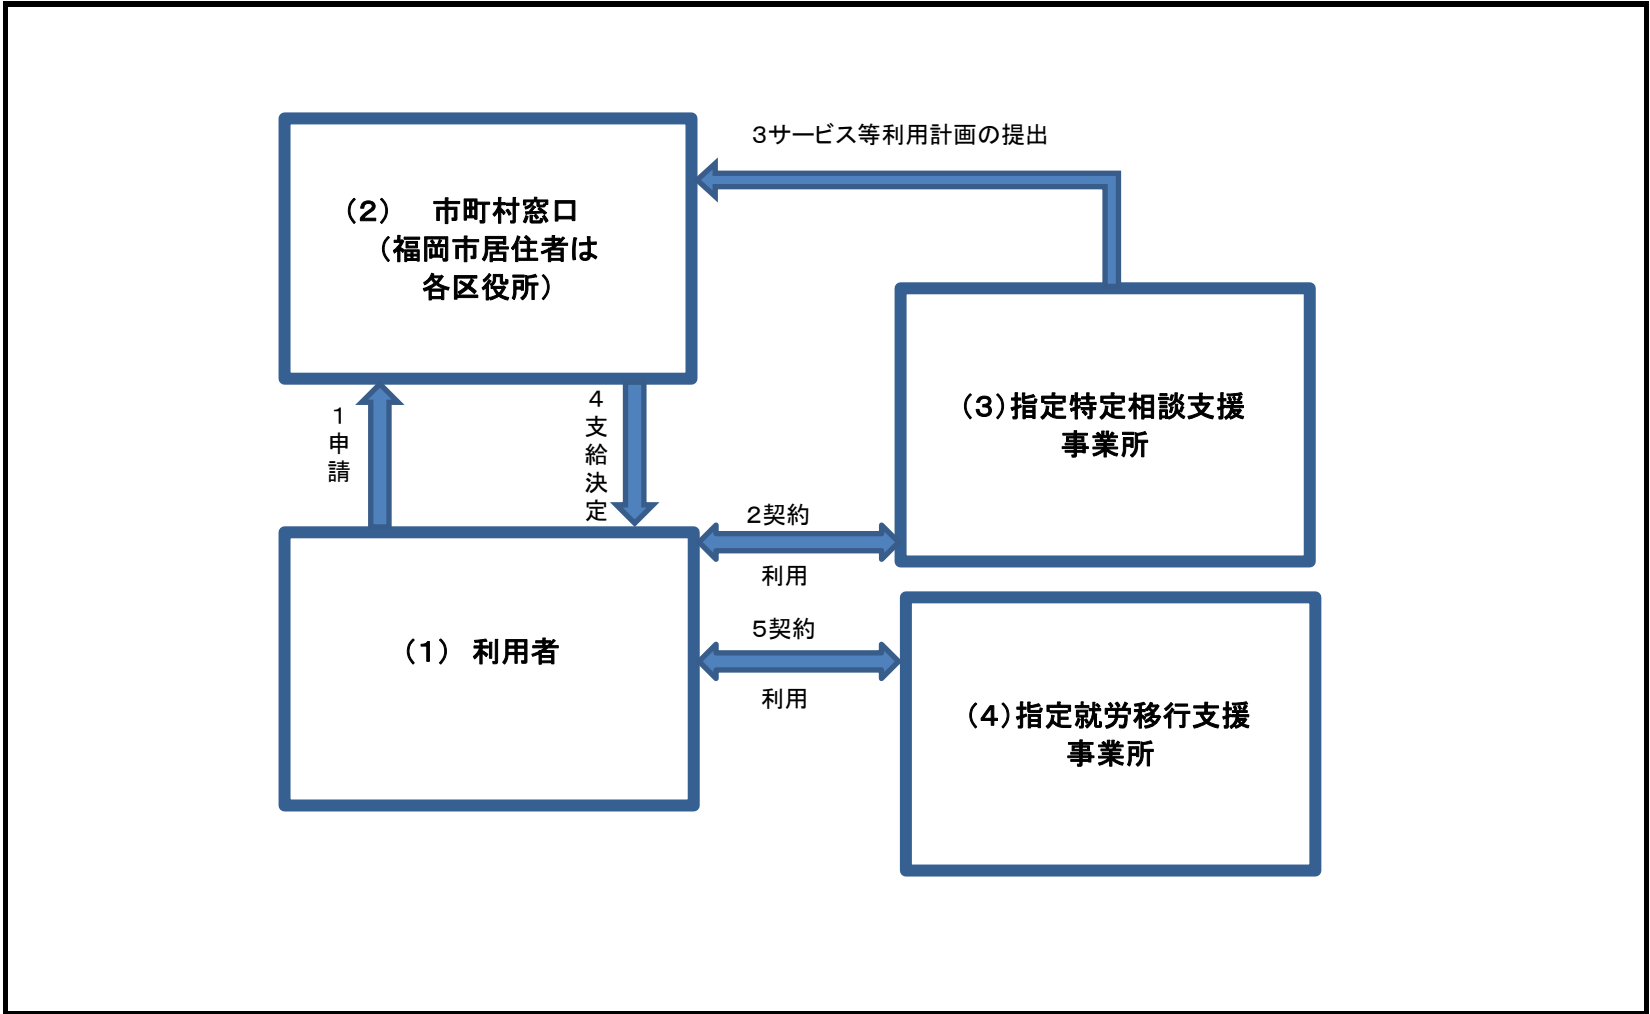 ３サービス等利用計画の提出
（２）　市町村窓口
（福岡市居住者は
各区役所）
（３）指定特定相談支援
事業所
１申請
４支給決定
２契約
利用
５契約
利用
（１）　利用者
（４）指定就労移行支援
事業所